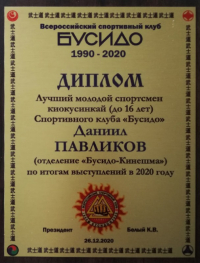 Всероссийский спортивный клуб
БУСИДО
1990 - 2020
ДИПЛОМ
Лучший молодой спортсмен
киокусинкай (до 16 лет)
Спортивного клуба «Бусидо»
Даниил
ПАВЛИКОВ
(отделение «Бусидо-Кинешма»)
по итогам выступлений в 2020 году
Президент Белый К.В.
26.12.2020